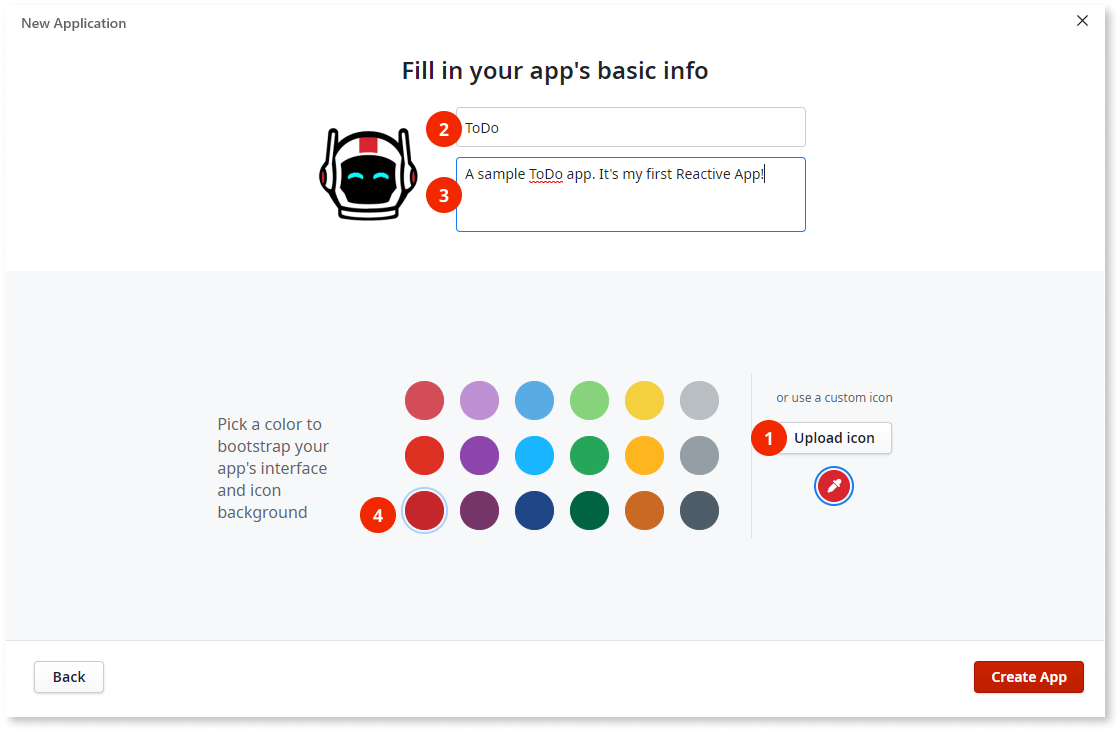 New Application
Fill in your app's basic info
2
ToDo
3
A sample ToDo app. It's my first Reactive App!
Pick a color to
bootstrap your
app's interface
and icon
background
4
or use a custom icon
1
Upload icon
Back
Create App